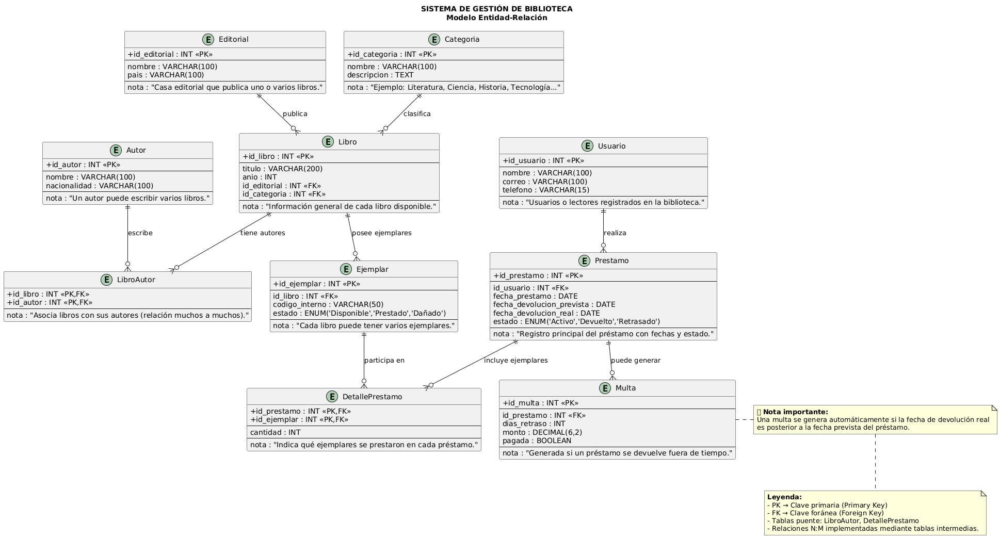 SISTEMA DE GESTIÓN DE BIBLIOTECA
Modelo Entidad-Relación
E Editorial
+id_editorial : INT «PK»
nombre : VARCHAR(100)
pais : VARCHAR(100)
nota : "Casa editorial que publica uno o varios libros."
E Categoria
+id_categoria : INT «PK»
nombre : VARCHAR(100)
descripcion : TEXT
nota : "Ejemplo: Literatura, Ciencia, Historia, Tecnología..."
publica
clasifica
E Autor
+id_autor : INT «PK»
nombre : VARCHAR(100)
nacionalidad : VARCHAR(100)
nota : "Un autor puede escribir varios libros."
E Libro
+id_libro : INT «PK»
titulo : VARCHAR(200)
anio : INT
id_editorial : INT «FK»
id_categoria : INT «FK»
nota : "Información general de cada libro disponible."
E Usuario
+id_usuario : INT «PK»
nombre : VARCHAR(100)
correo : VARCHAR(100)
telefono : VARCHAR(15)
nota : "Usuarios o lectores registrados en la biblioteca."
escribe
tiene autores
posee ejemplares
realiza
E LibroAutor
+id_libro : INT «PK,FK»
+id_autor : INT «PK,FK»
nota : "Asocia libros con sus autores (relación muchos a muchos)."
E Ejemplar
+id_ejemplar : INT «PK»
id_libro : INT «FK»
codigo_interno : VARCHAR(50)
estado : ENUM('Disponible','Prestado','Dañado')
nota : "Cada libro puede tener varios ejemplares."
E Prestamo
+id_prestamo : INT «PK»
id_usuario : INT «FK»
fecha_prestamo : DATE
fecha_devolucion_prevista : DATE
fecha_devolucion_real : DATE
estado : ENUM('Activo','Devuelto','Retrasado')
nota : "Registro principal del préstamo con fechas y estado."
participa en
incluye ejemplares
puede generar
E DetallePrestamo
+id_prestamo : INT «PK,FK»
+id_ejemplar : INT «PK,FK»
cantidad : INT
nota : "Indica qué ejemplares se prestaron en cada préstamo."
E Multa
+id_multa : INT «PK»
id_prestamo : INT «FK»
dias_retraso : INT
monto : DECIMAL(6,2)
pagada : BOOLEAN
nota : "Generada si un préstamo se devuelve fuera de tiempo."
Nota importante:
Una multa se genera automáticamente si la fecha de devolución real
es posterior a la fecha prevista del préstamo.
Leyenda:
- PK → Clave primaria (Primary Key)
- FK → Clave foránea (Foreign Key)
- Tablas puente: LibroAutor, DetallePrestamo
- Relaciones N:M implementadas mediante tablas intermedias.